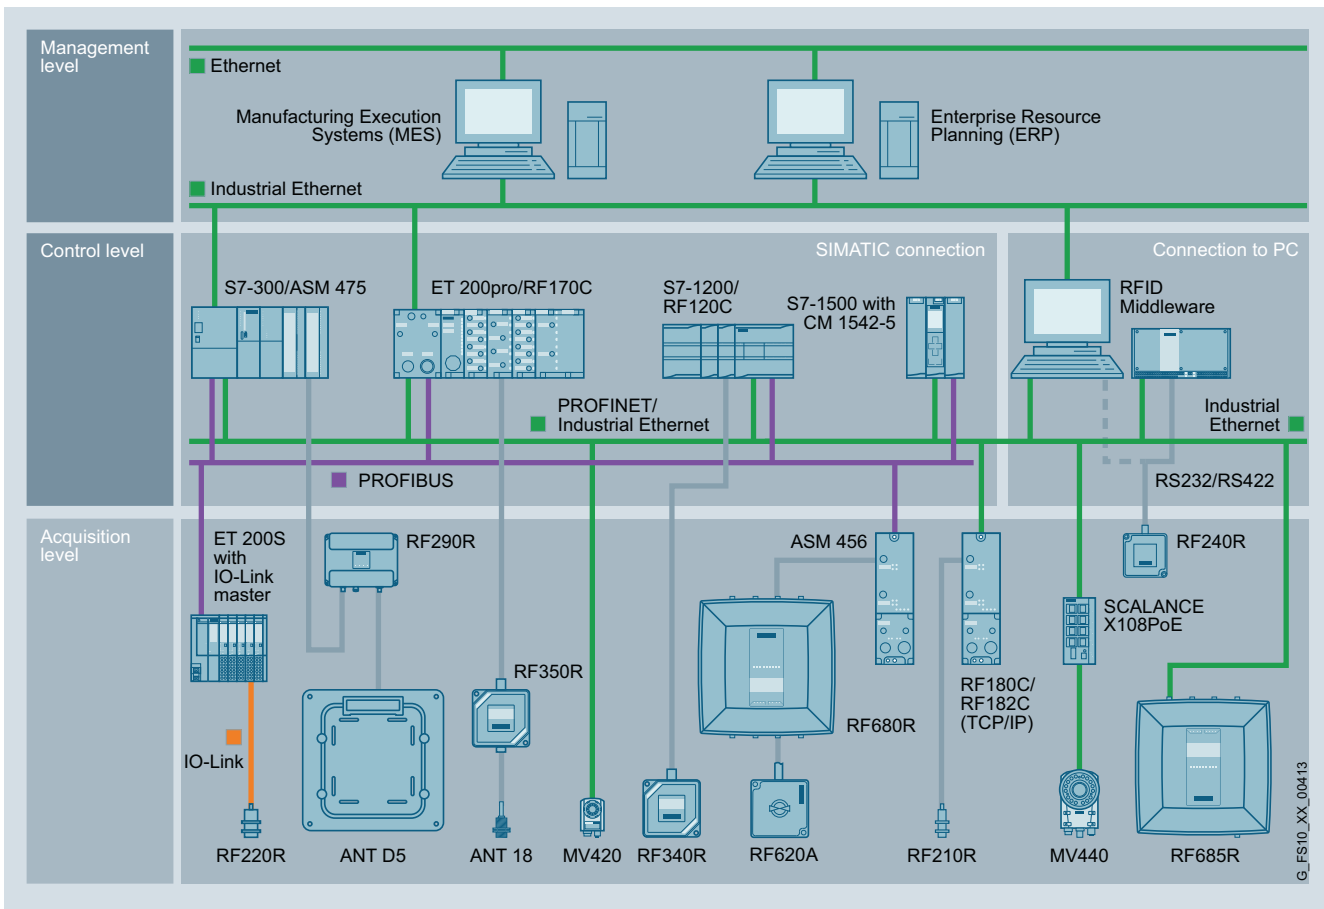 Management
level
Ethernet
Manufacturing Execution
Systems (MES)
Enterprise Resource
Planning (ERP)
Industrial Ethernet
Control level
SIMATIC connection
Connection to PC
S7-300/ASM 475
ET 200pro/RF170C
S7-1200/
RF120C
S7-1500 with
CM 1542-5
RFID
Middleware
PROFINET/
Industrial Ethernet
Industrial
Ethernet
PROFIBUS
RS232/RS422
Acquisition
level
ET 200S
with
IO-Link
master
RF290R
ASM 456
RF240R
SCALANCE
X108PoE
RF350R
RF180C/
RF182C
(TCP/IP)
RF680R
IO-Link
RF220R
ANT D5
ANT 18
MV420
RF340R
RF620A
RF210R
MV440
RF685R
G_FS10_XX_00413